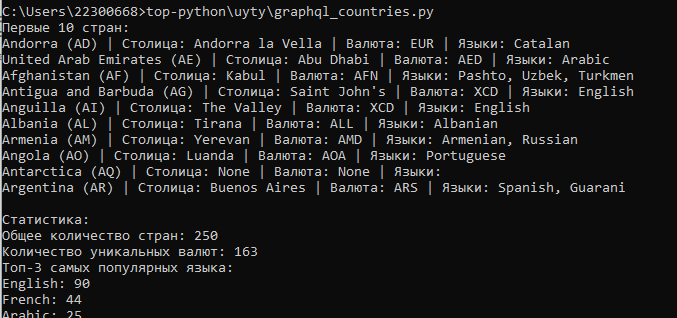 C:\Users\22300668>top-python\uyty\graphql_countries.py
Первые 10 стран:
Andorra (AD) | Столица: Andorra la Vella | Валюта: EUR | Языки: Catalan
United Arab Emirates (AE) | Столица: Abu Dhabi | Валюта: AED | Языки: Arabic
Afghanistan (AF) | Столица: Kabul | Валюта: AFN | Языки: Pashto, Uzbek, Turkmen
Antigua and Barbuda (AG) | Столица: Saint John's | Валюта: XCD | Языки: English
Anguilla (AI) | Столица: The Valley | Валюта: XCD | Языки: English
Albania (AL) | Столица: Tirana | Валюта: ALL | Языки: Albanian
Armenia (AM) | Столица: Yerevan | Валюта: AMD | Языки: Armenian, Russian
Angola (AO) | Столица: Luanda | Валюта: AOA | Языки: Portuguese
Antarctica (AQ) | Столица: None | Валюта: None | Языки:
Argentina (AR) | Столица: Buenos Aires | Валюта: ARS | Языки: Spanish, Guarani
Статистика:
Общее количество стран: 250
Количество уникальных валют: 163
Топ-3 самых популярных языка:
English: 90
French: 44
Arabic: 25